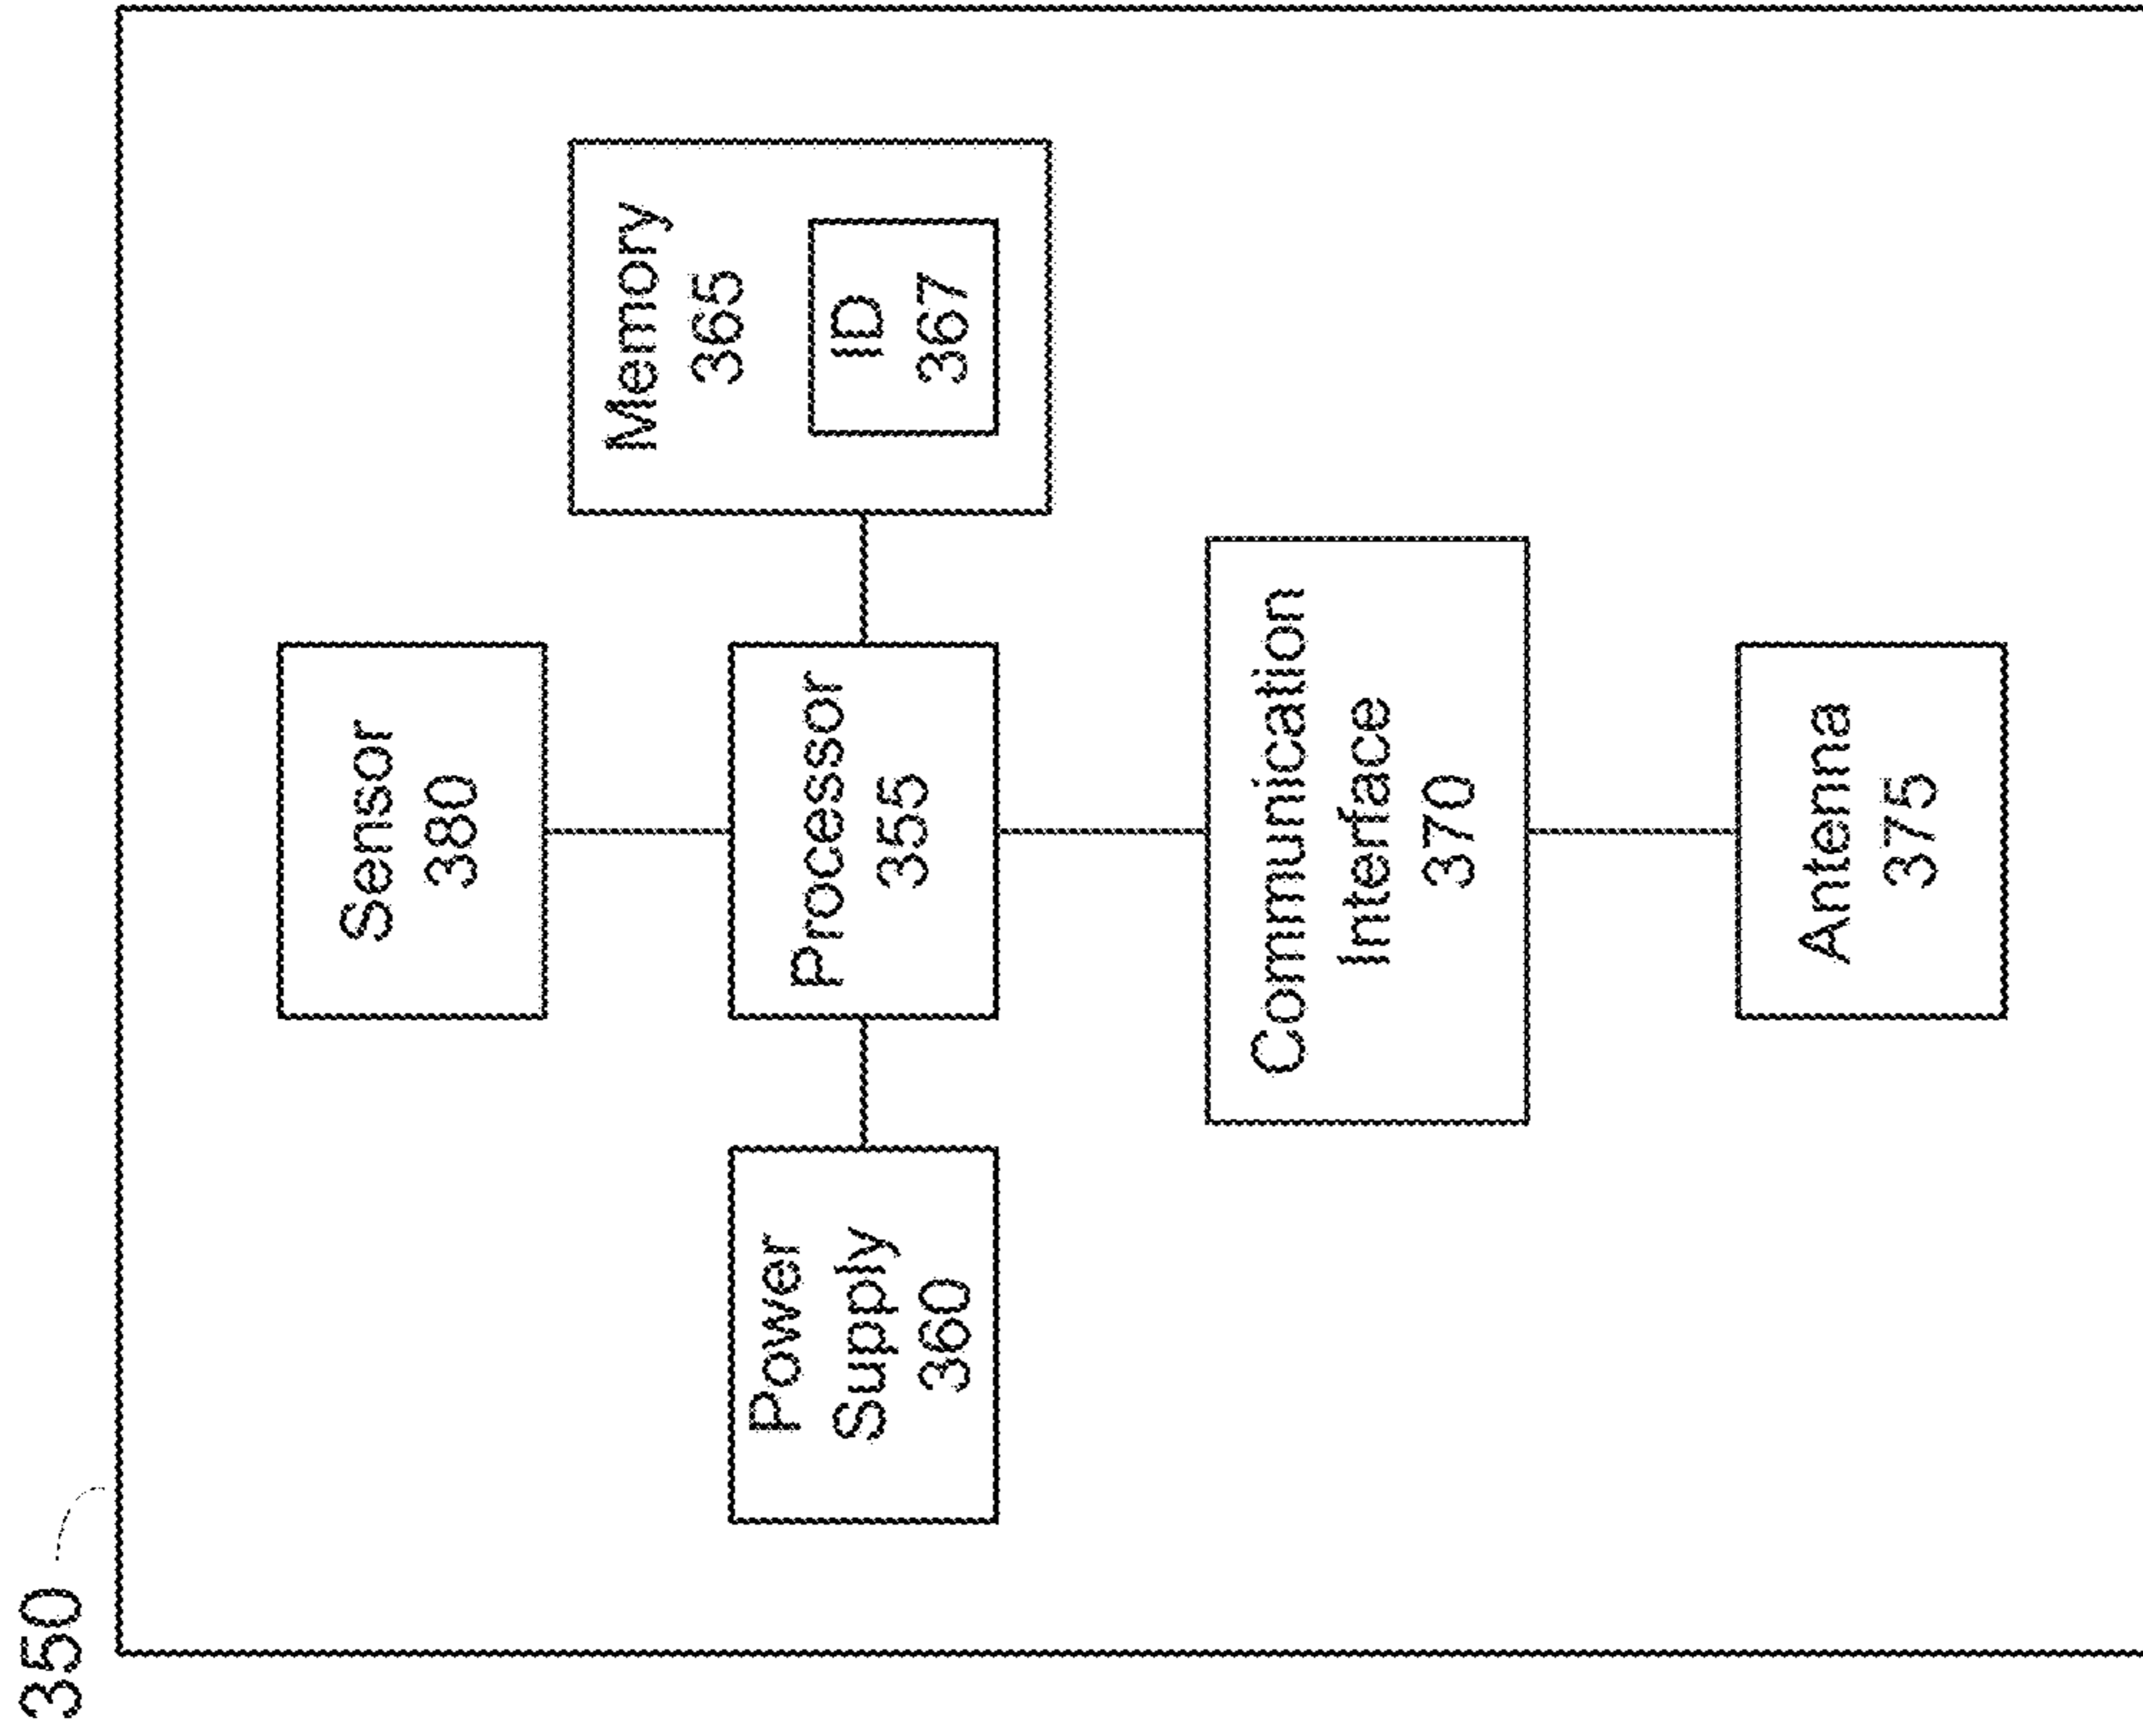 350
Sensor
380
Power
Supply
360
Processor
355
Memory
365
ID
367
Communication
Interface
370
Antenna
375